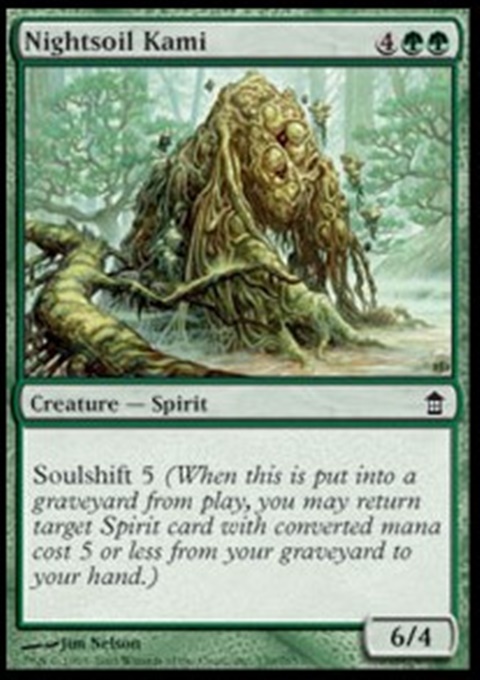 Nightsoil Kami 4
Creature — Spirit
Soulshift 5 (When this is put into a
graveyard from play, you may return
target Spirit card with converted mana
cost 5 or less from your graveyard to
your hand.)
6/4
Jim Nelson